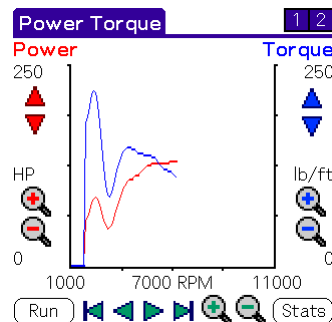 Power Torque 1 2
Power Torque
250 250
HP lb/ft
0 0
1000 7000 RPM 11000
Run Stats